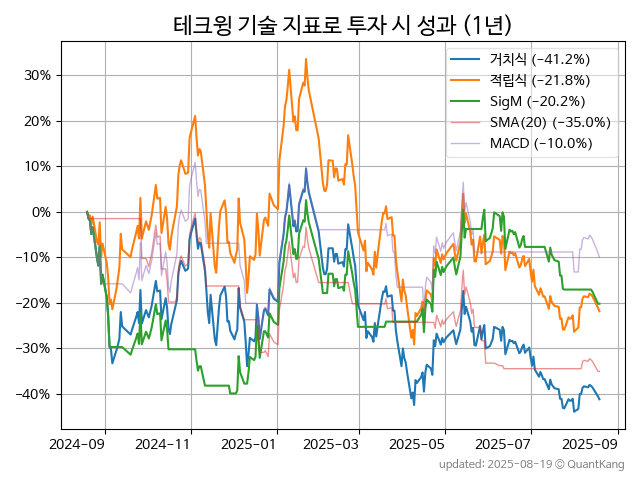 테크윙 기술 지표로 투자 시 성과 (1년)
거치식 (−41.2%)
적립식 (−21.8%)
SigM (−20.2%)
SMA(20) (−35.0%)
MACD (−10.0%)
30%
20%
10%
0%
−10%
−20%
−30%
−40%
2024-09
2024-11
2025-01
2025-03
2025-05
2025-07
2025-09
updated: 2025-08-19 © QuantKang